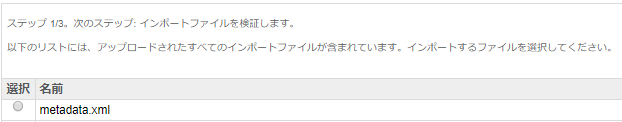 ステップ 1/3。次のステップ: インポートファイルを検証します。
以下のリストには、アップロードされたすべてのインポートファイルが含まれています。インポートするファイルを選択してください。
選択 名前
metadata.xml